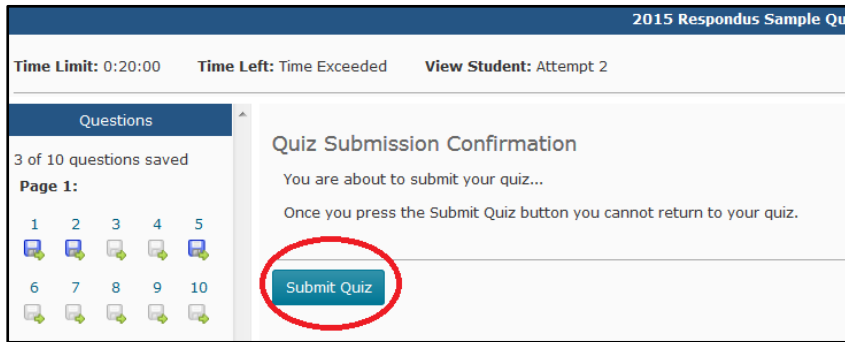 2015 Respondus Sample Qu
Time Limit: 0:20:00 Time Left: Time Exceeded View Student: Attempt 2
Questions
3 of 10 questions saved
Page 1:
1 2 3 4 5
6 7 8 9 10
Quiz Submission Confirmation
You are about to submit your quiz...
Once you press the Submit Quiz button you cannot return to your quiz.
Submit Quiz